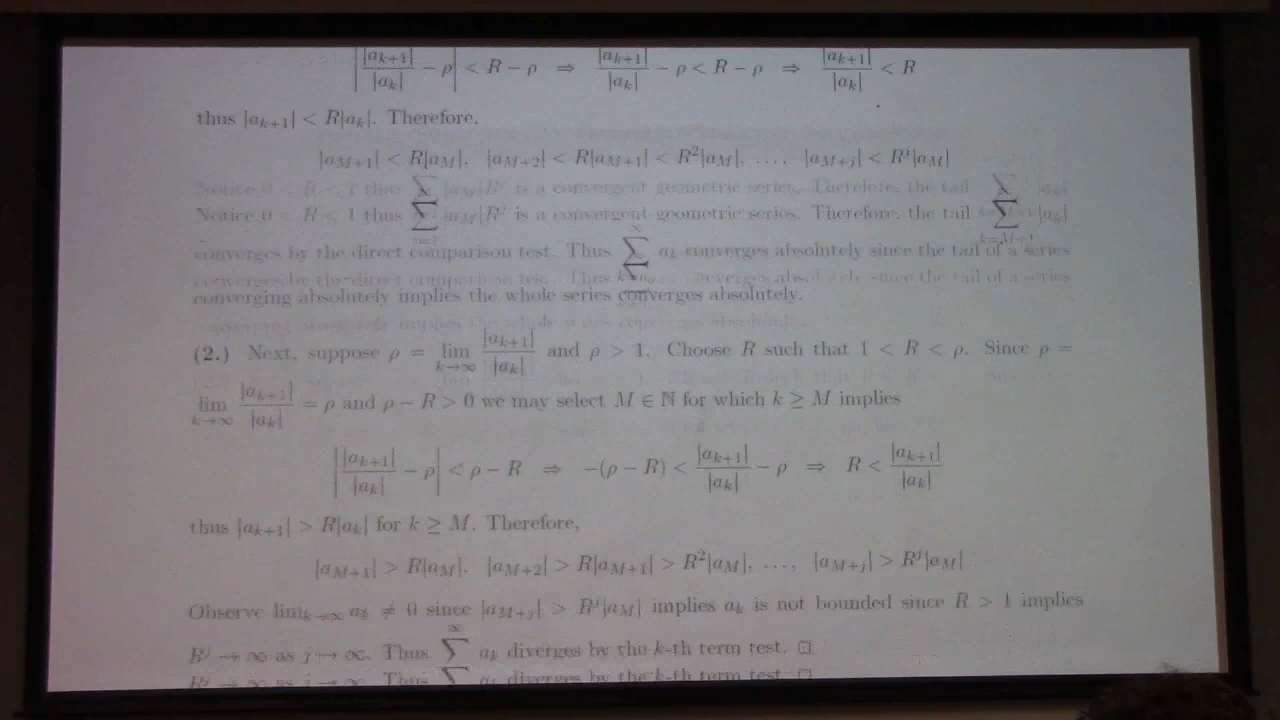 ||a_{k+1}|/|a_k| − ρ| < R − ρ ⇒ |a_{k+1}|/|a_k| − ρ < R − ρ ⇒ |a_{k+1}|/|a_k| < R
thus |a_{k+1}| < R|a_k|. Therefore,
|a_{M+1}| < R|a_M|, |a_{M+2}| < R|a_{M+1}| < R²|a_M|, ...., |a_{M+j}| < R^j|a_M|
Notice 0 < R < 1 thus ∑ |a_M|R^j is a convergent geometric series. Therefore, the tail ∑_{k=M+1}^∞ |a_k|
converges by the direct comparison test. Thus ∑^∞ a_k converges absolutely since the tail of a series
converging absolutely implies the whole series converges absolutely.
(2.) Next, suppose ρ = lim_{k→∞} |a_{k+1}|/|a_k| and ρ > 1. Choose R such that 1 < R < ρ. Since ρ =
lim_{k→∞} |a_{k+1}|/|a_k| = ρ and ρ − R > 0 we may select M ∈ ℕ for which k ≥ M implies
||a_{k+1}|/|a_k| − ρ| < ρ − R ⇒ −(ρ − R) < |a_{k+1}|/|a_k| − ρ ⇒ R < |a_{k+1}|/|a_k|
thus |a_{k+1}| > R|a_k| for k ≥ M. Therefore,
|a_{M+1}| > R|a_M|, |a_{M+2}| > R|a_{M+1}| > R²|a_M|, ...., |a_{M+j}| > R^j|a_M|
Observe lim_{k→∞} a_k ≠ 0 since |a_{M+j}| > R^j|a_M| implies a_k is not bounded since R > 1 implies
R^j → ∞ as j → ∞. Thus ∑^∞ a_k diverges by the k-th term test. □